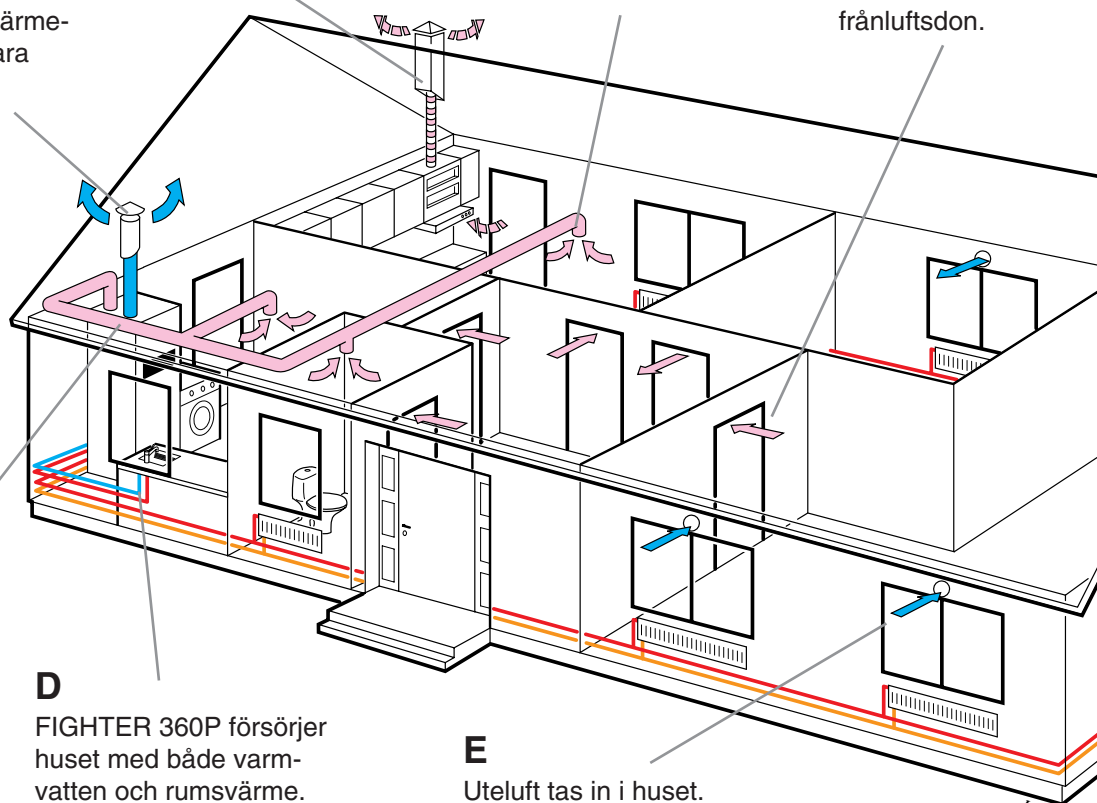 frånluftsdon.
D
FIGHTER 360P försörjer
huset med både varm-
vatten och rumsvärme.
E
Uteluft tas in i huset.